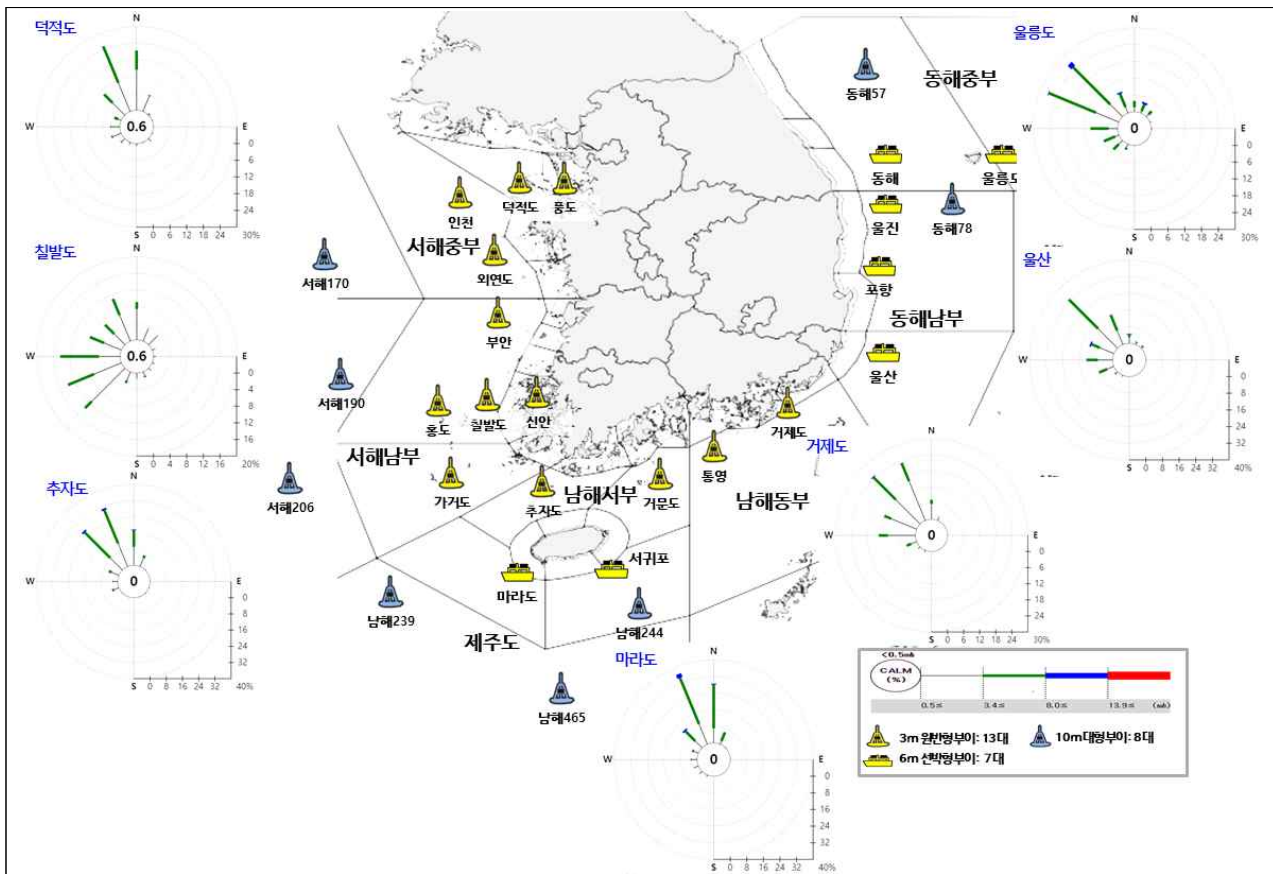 덕적도
N
W
E
S
0.6
0
6
12
18
24
0 6 12 18 24 30%
칠발도
W
E
S
0.6
0
4
8
12
16
0 4 8 12 16 20%
추자도
N
W
E
S
0
0
8
16
24
32
0 8 16 24 32 40%
울릉도
N
W
E
S
0
0
6
12
18
24
0 6 12 18 24 30%
울산
W
E
S
0
0
8
16
24
32
0 8 16 24 32 40%
거제도
N
W
E
S
0
0
6
12
18
24
0 6 12 18 24 30%
마라도
N
W
E
S
0
0
8
16
24
32
0 8 16 24 32 40%
동해57
동해중부
동해
울릉도
울진
동해78
포항
동해남부
울산
인천
덕적도
풍도
서해중부
서해170
외연도
부안
서해190
홍도
칠발도
신안
거제도
통영
서해남부
서해206
가거도
추자도
남해서부
거문도
남해동부
마라도
서귀포
남해239
제주도
남해244
남해465
<0.5㎧
CALM
(%)
0.5≤ 3.4≤ 8.0≤ 13.9≤ (㎧)
3m 원반형부이: 13대
10m대형부이: 8대
6m 선박형부이: 7대